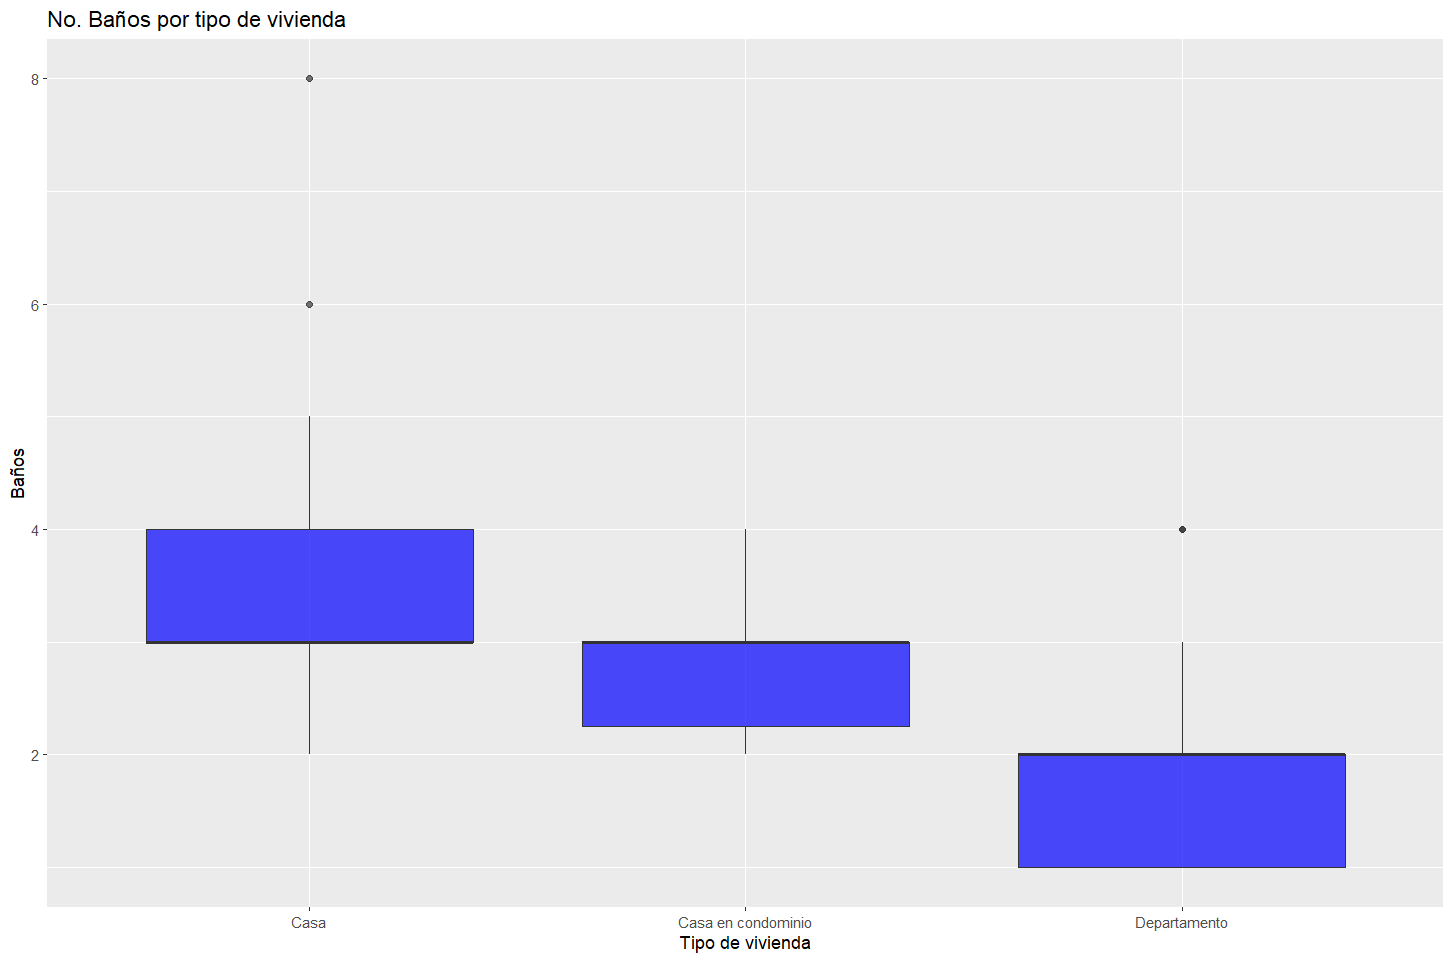 No. Baños por tipo de vivienda
Baños
8
6
4
2
Casa
Casa en condominio
Departamento
Tipo de vivienda